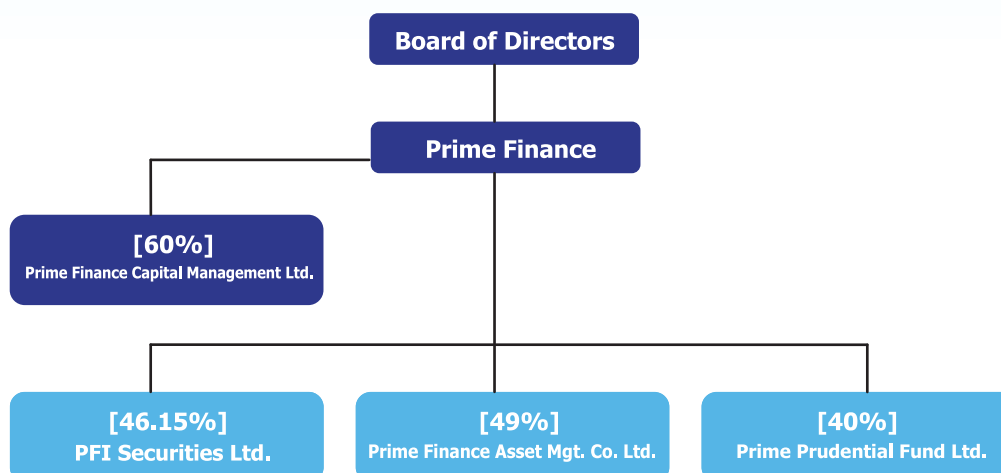 Board of Directors
Prime Finance
[60%]
Prime Finance Capital Management Ltd.
[46.15%]
PFI Securities Ltd.
[49%]
Prime Finance Asset Mgt. Co. Ltd.
[40%]
Prime Prudential Fund Ltd.